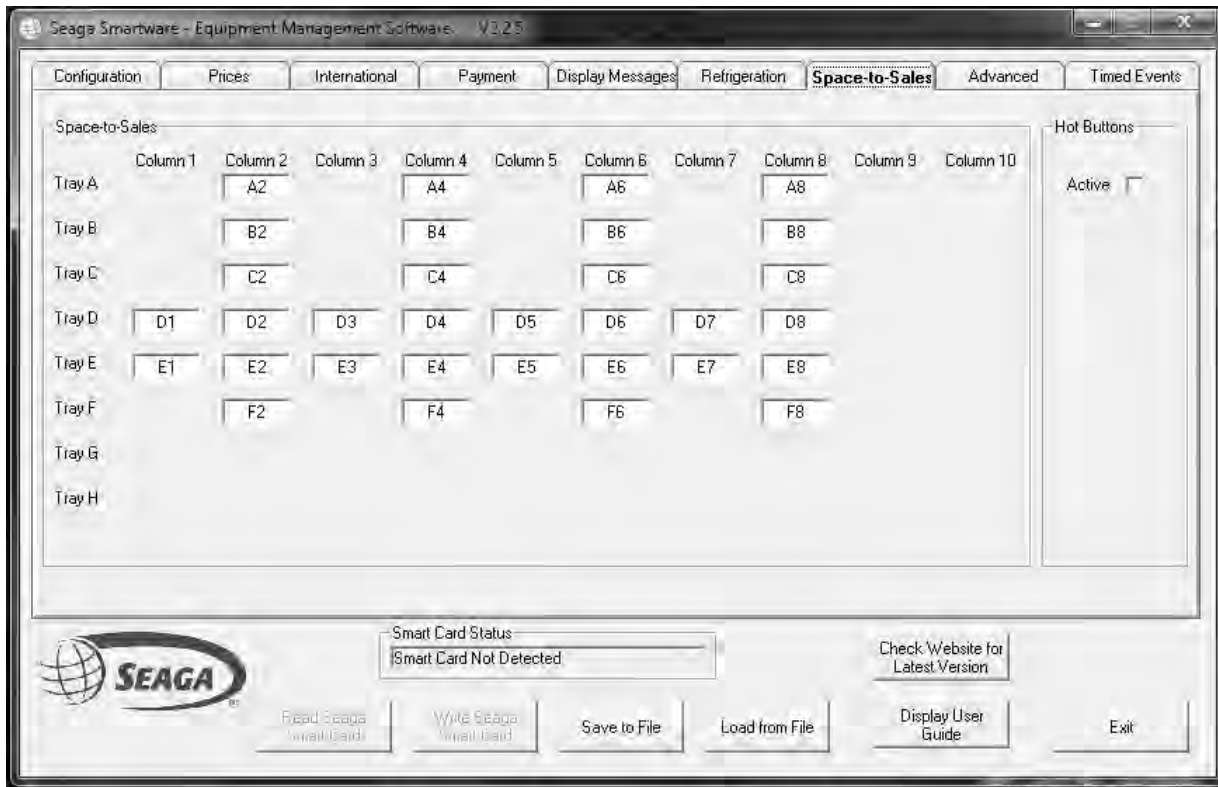 Seaga Smartware - Equipment Management Software. V3.2.5
Configuration Prices International Payment Display Messages Refrigeration Space-to-Sales Advanced Timed Events
Space-to-Sales
Hot Buttons
Column 1 Column 2 Column 3 Column 4 Column 5 Column 6 Column 7 Column 8 Column 9 Column 10
Tray A A2 A4 A6 A8
Active
Tray B B2 B4 B6 B8
Tray C C2 C4 C6 C8
Tray D D1 D2 D3 D4 D5 D6 D7 D8
Tray E E1 E2 E3 E4 E5 E6 E7 E8
Tray F F2 F4 F6 F8
Tray G
Tray H
SEAGA
Smart Card Status
Smart Card Not Detected
Check Website for
Latest Version
Read Seaga
Smart Card
Write Seaga
Smart Card
Save to File
Load from File
Display User
Guide
Exit